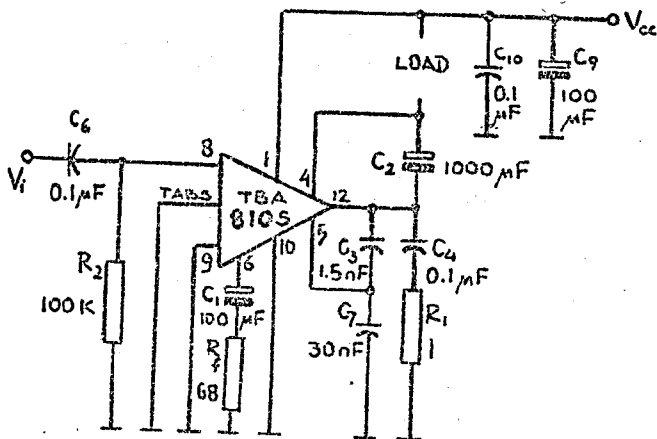 Vcc
LOAD
C10
0.1
µF
C9
100
µF
C6
Vi
0.1µF
8
1
4
C2
1000µF
TABS
TBA
810S
12
5
10
9
6
R2
100K
C1
100 µF
Rf
68
C3
1.5nF
C4
0.1µF
C7
30nF
R1
1